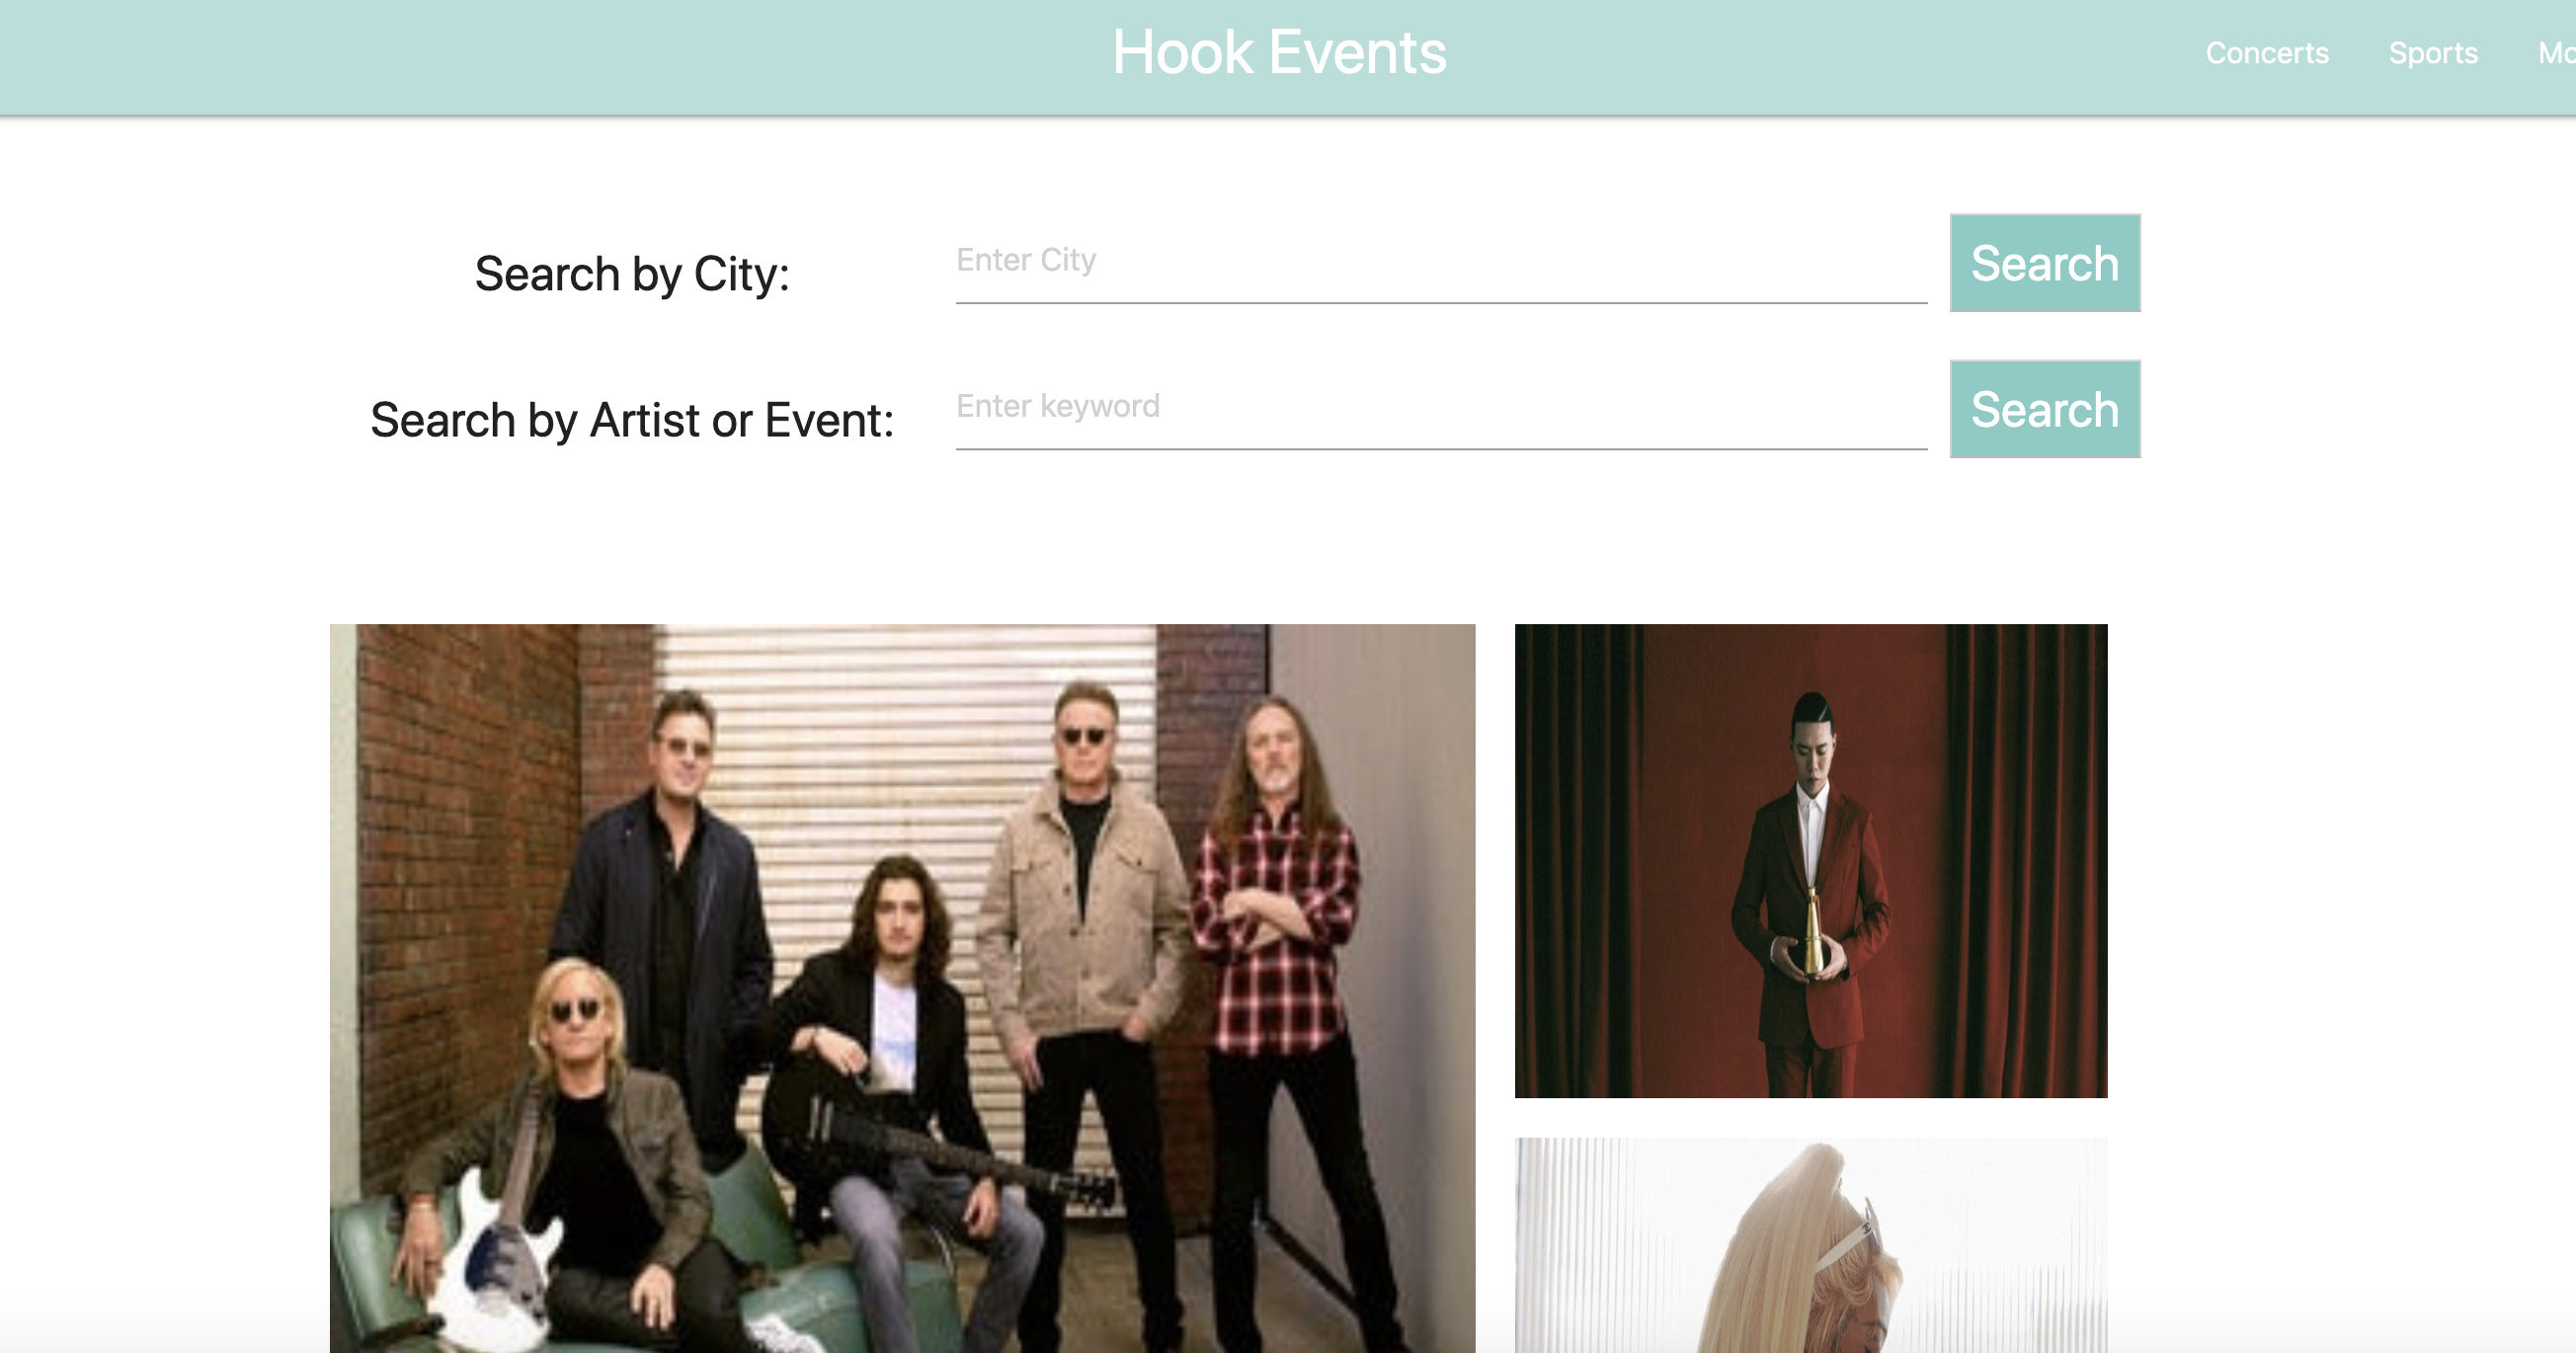 Hook Events
Concerts Sports Mo
Search by City:
Enter City
Search
Search by Artist or Event:
Enter keyword
Search